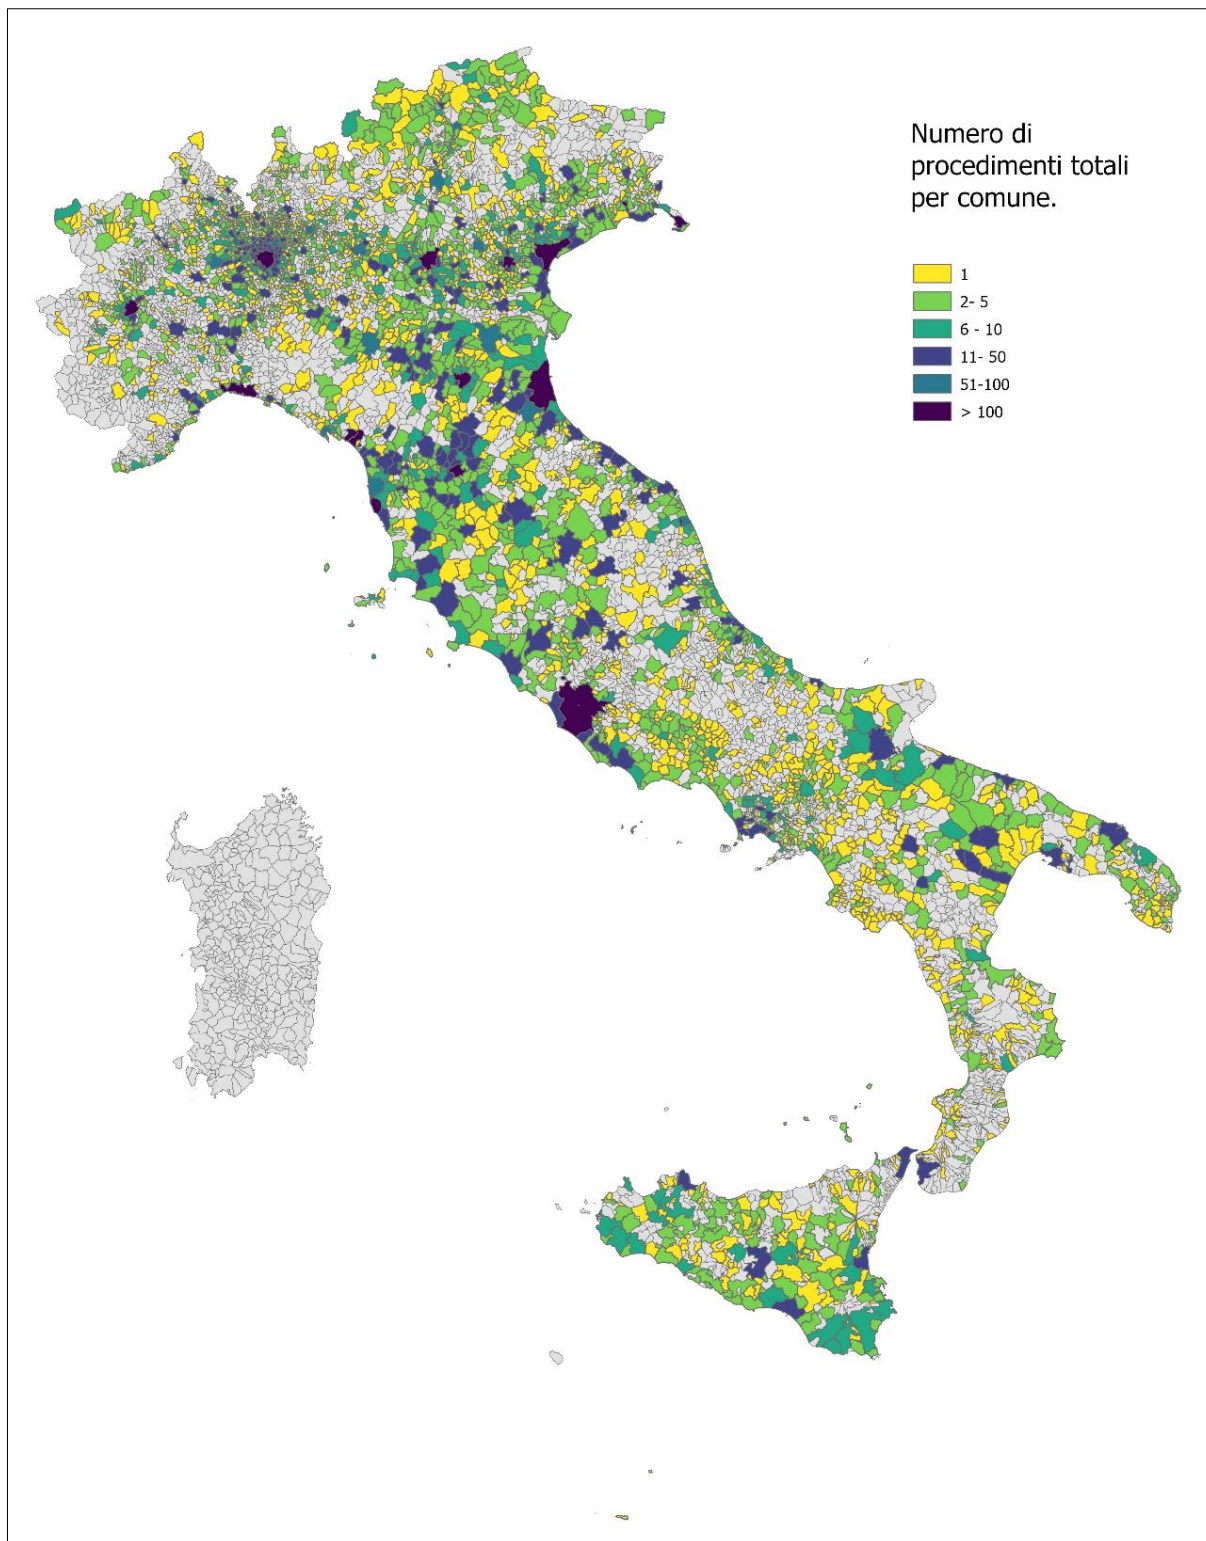 Numero di
procedimenti totali
per comune.
1
2- 5
6 - 10
11- 50
51-100
> 100